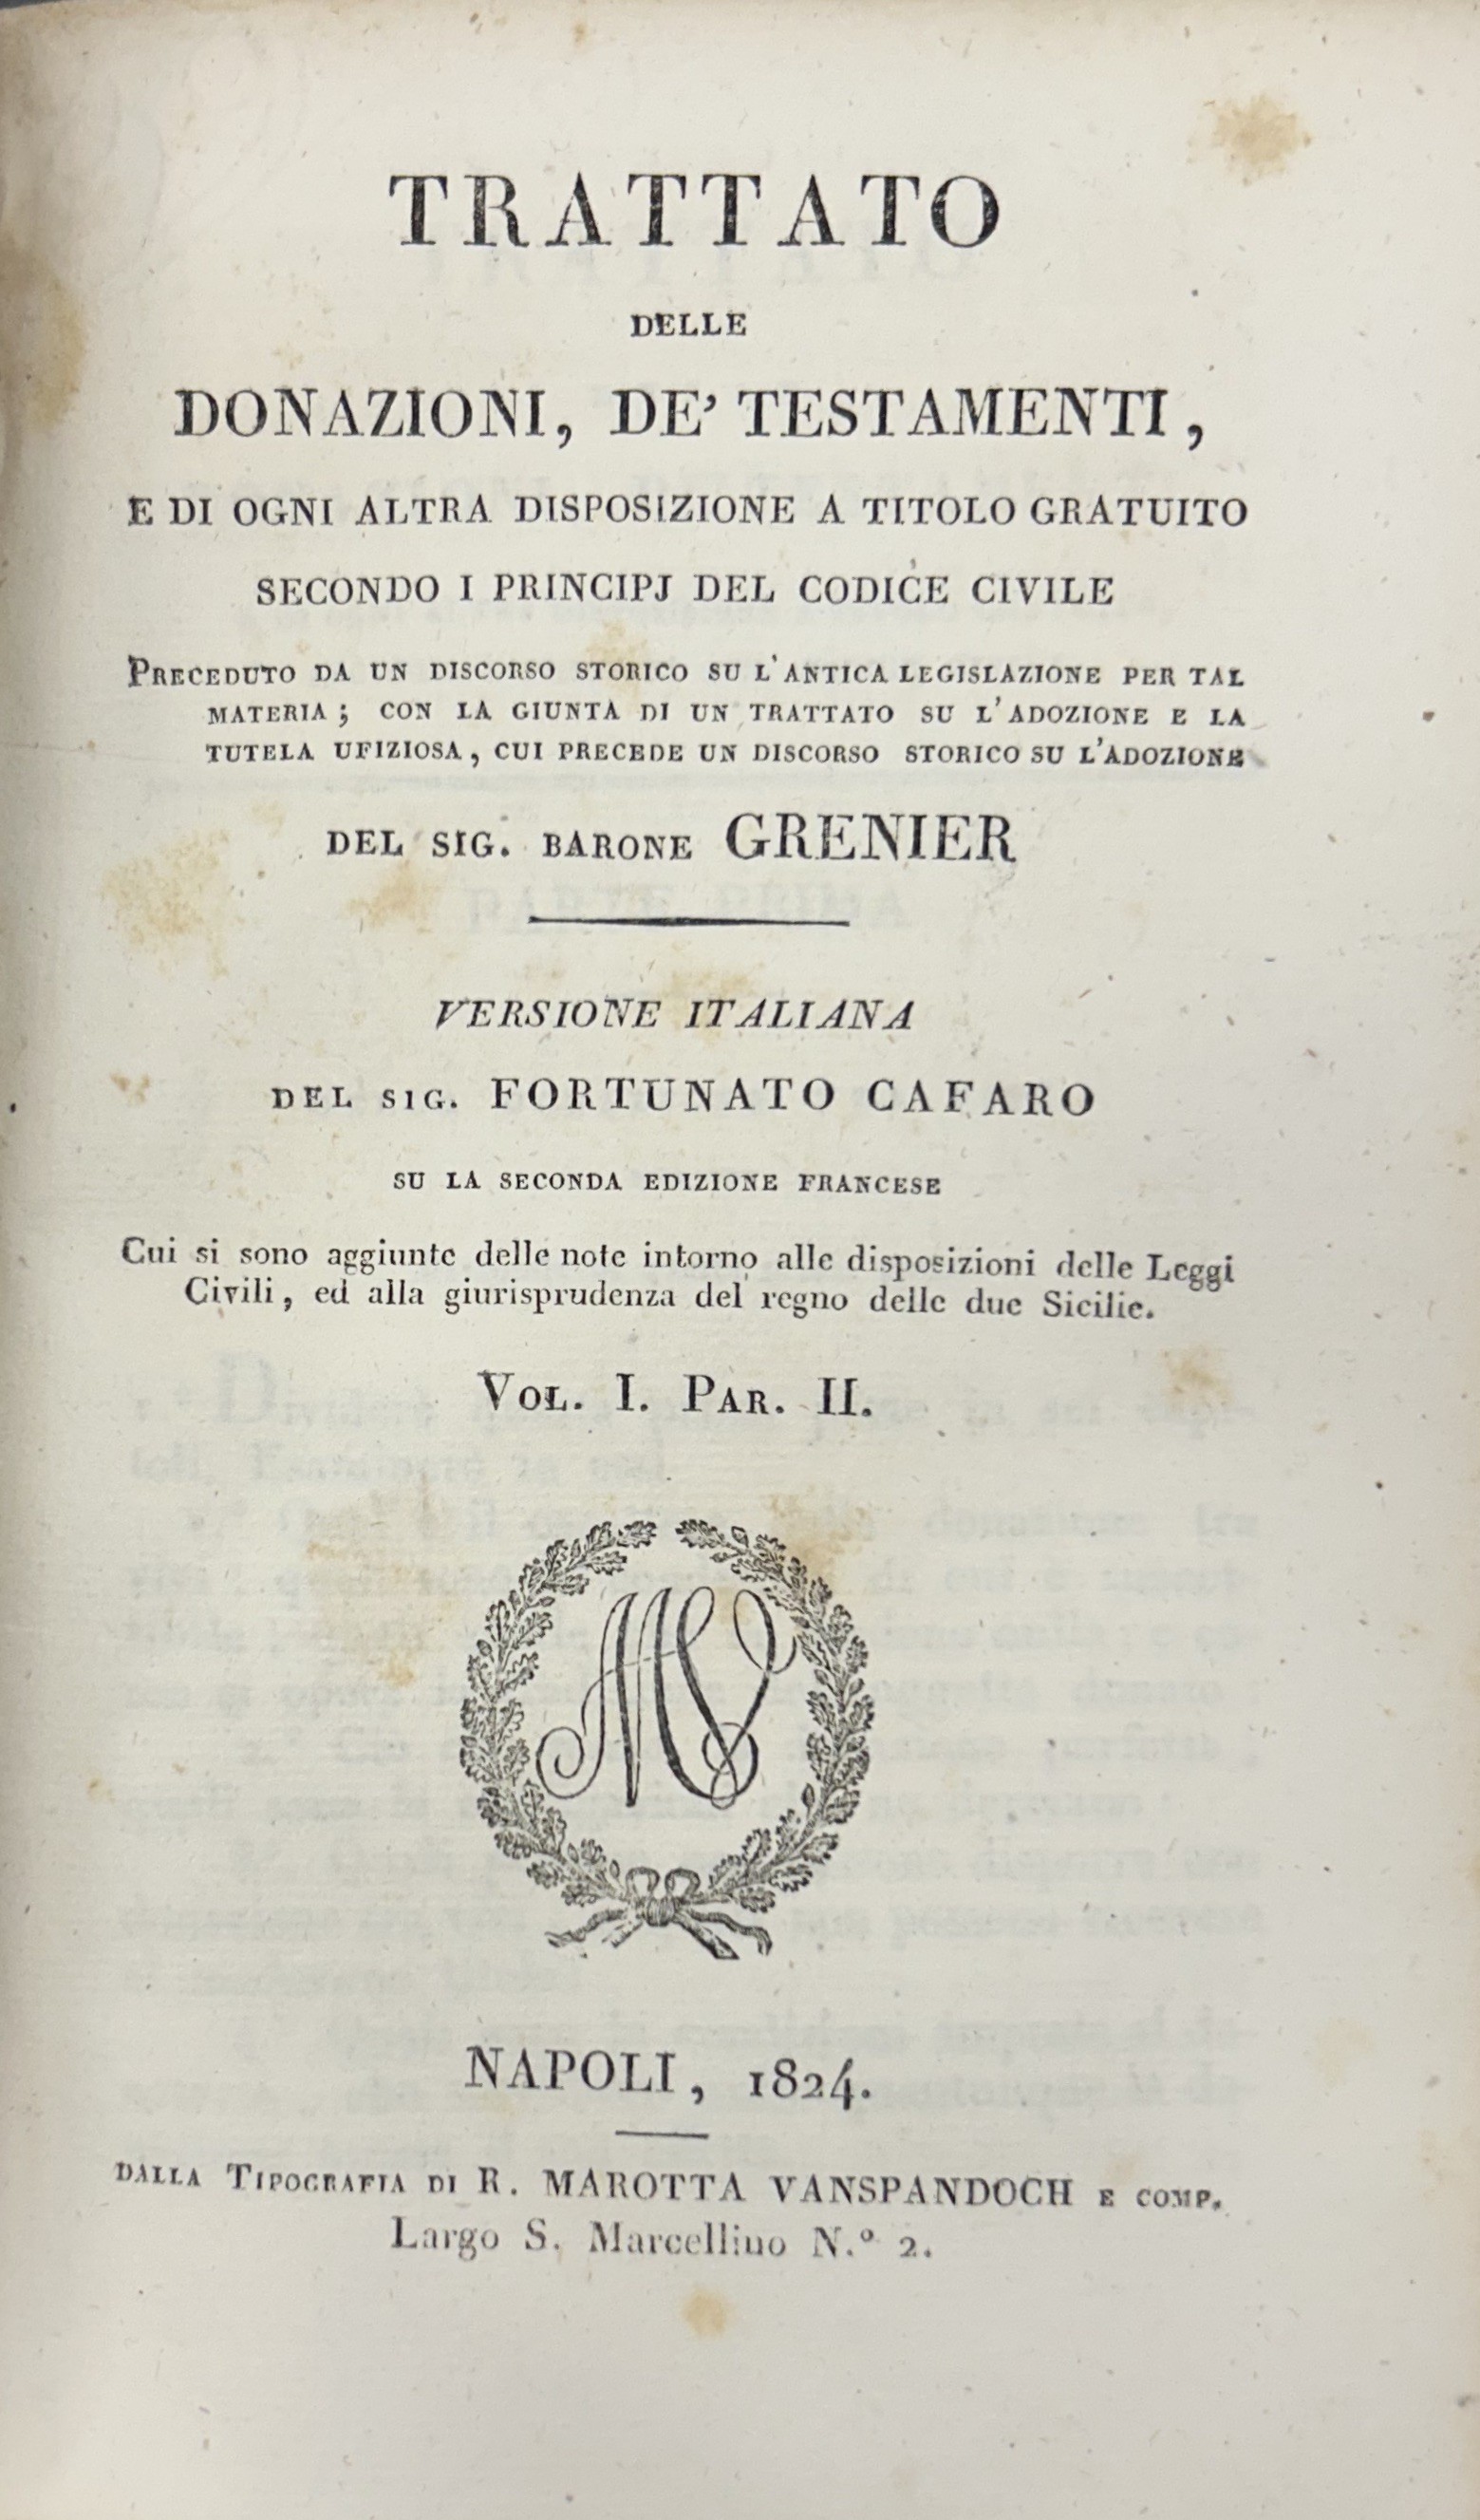 TRATTATO
DELLE
DONAZIONI, DE' TESTAMENTI,
E DI OGNI ALTRA DISPOSIZIONE A TITOLO GRATUITO
SECONDO I PRINCIPJ DEL CODICE CIVILE
PRECEDUTO DA UN DISCORSO STORICO SU L'ANTICA LEGISLAZIONE PER TAL
MATERIA; CON LA GIUNTA DI UN TRATTATO SU L'ADOZIONE E LA
TUTELA UFIZIOSA, CUI PRECEDE UN DISCORSO STORICO SU L'ADOZIONE
DEL SIG. BARONE GRENIER
VERSIONE ITALIANA
DEL SIG. FORTUNATO CAFARO
SU LA SECONDA EDIZIONE FRANCESE
Cui si sono aggiunte delle note intorno alle disposizioni delle Leggi
Civili, ed alla giurisprudenza del regno delle due Sicilie.
VOL. I. PAR. II.
NAPOLI, 1824.
DALLA TIPOGRAFIA DI R. MAROTTA VANSPANDOCH E COMP.
Largo S. Marcellino N.º 2.